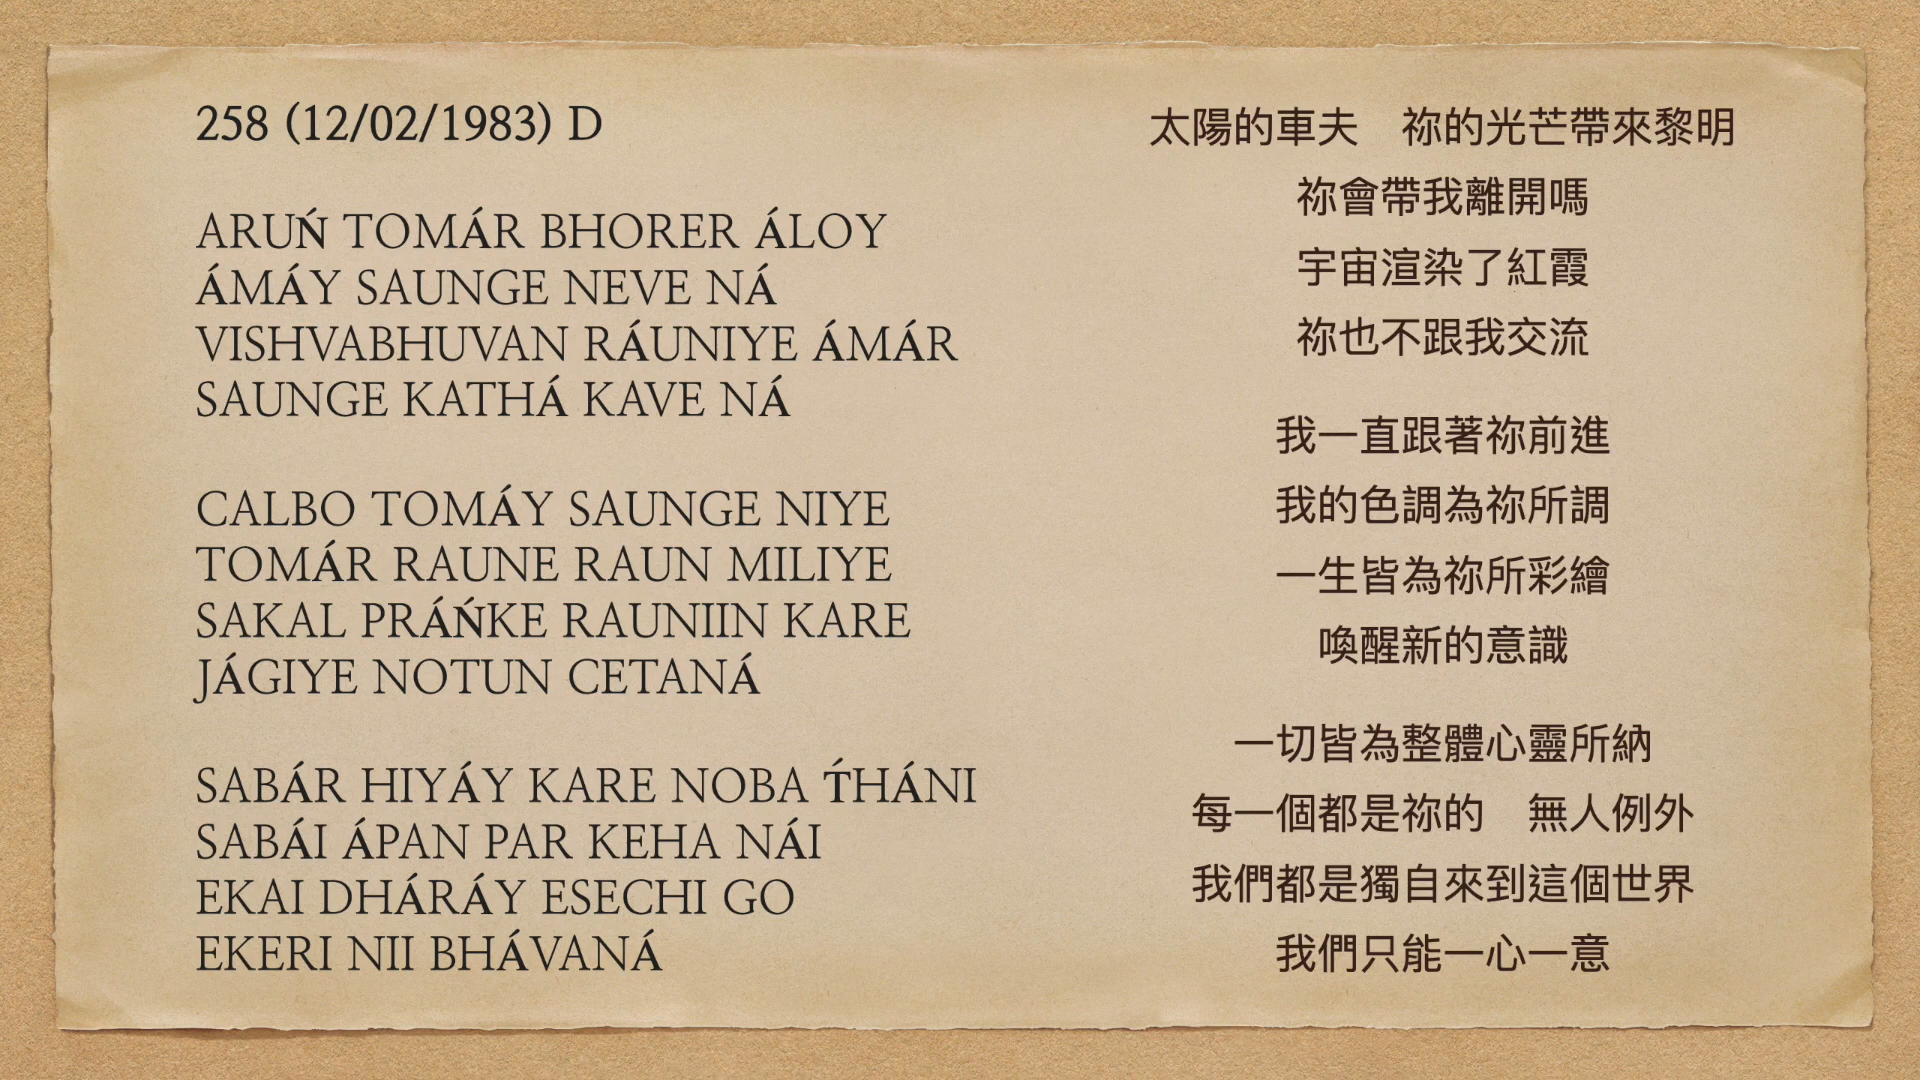 258 (12/02/1983) D
ARUŃ TOMÁR BHORER ÁLOY
ÁMÁY SAUNGE NEVE NÁ
VISHVABHUVAN RÁUNIYE ÁMÁR
SAUNGE KATHÁ KAVE NÁ
CALBO TOMÁY SAUNGE NIYE
TOMÁR RAUNE RAUN MILIYE
SAKAL PRÁŃKE RAUNIIN KARE
JÁGIYE NOTUN CETANÁ
SABÁR HIYÁY KARE NOBA T́HÁNI
SABÁI ÁPAN PAR KEHA NÁI
EKAI DHÁRÁY ESECHI GO
EKERI NII BHÁVANÁ
太陽的車夫　祢的光芒帶來黎明
祢會帶我離開嗎
宇宙渲染了紅霞
祢也不跟我交流
我一直跟著祢前進
我的色調為祢所調
一生皆為祢所彩繪
喚醒新的意識
一切皆為整體心靈所納
每一個都是祢的　無人例外
我們都是獨自來到這個世界
我們只能一心一意